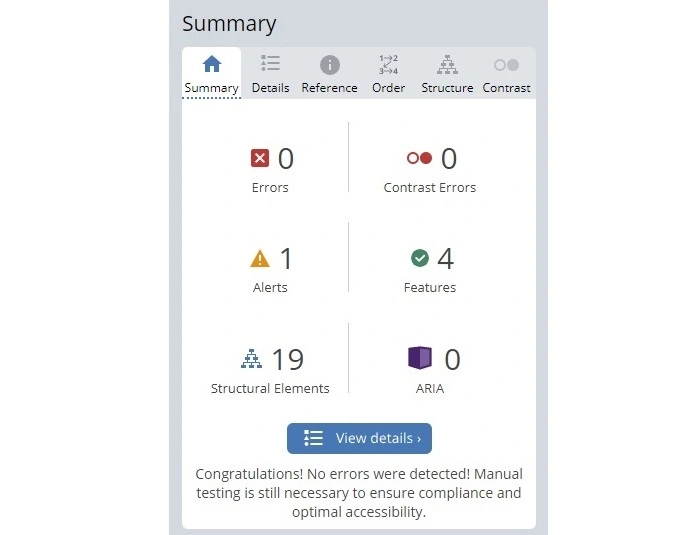 Summary
1→2
3→4
Summary Details Reference Order Structure Contrast
0 0
Errors Contrast Errors
1 4
Alerts Features
19 0
Structural Elements ARIA
View details ›
Congratulations! No errors were detected! Manual
testing is still necessary to ensure compliance and
optimal accessibility.